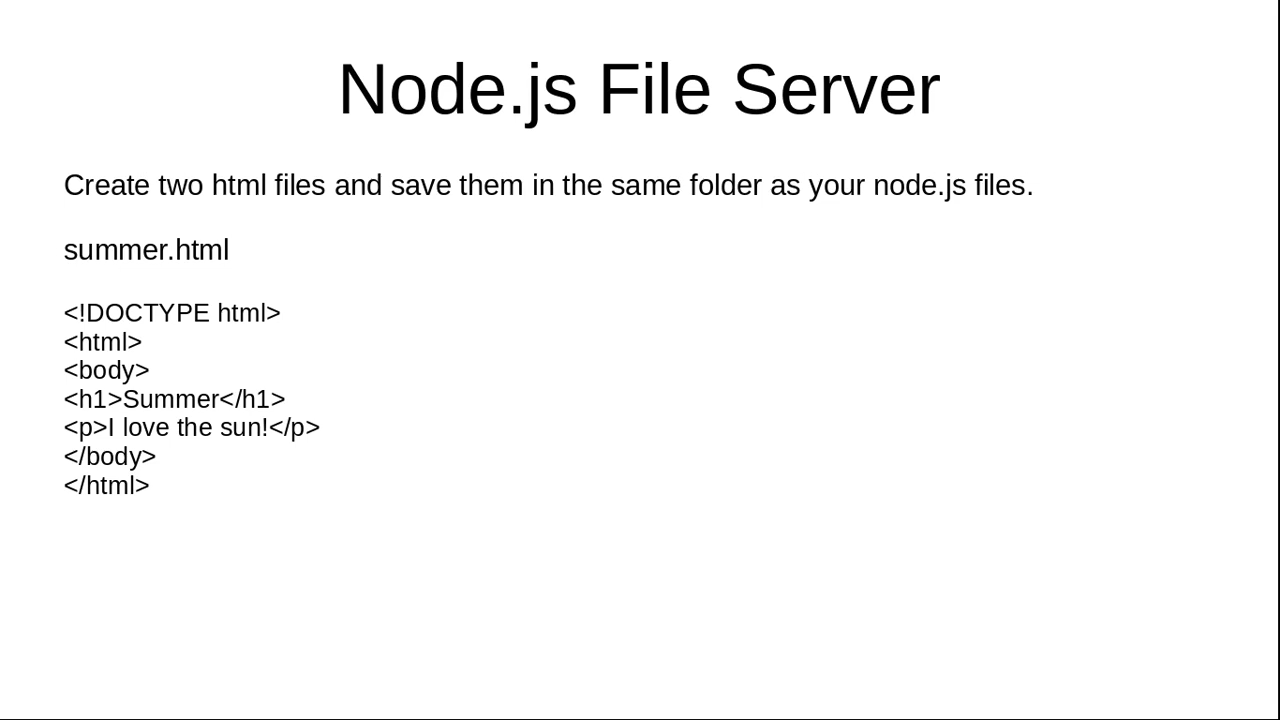 Node.js File Server
Create two html files and save them in the same folder as your node.js files.
summer.html
<!DOCTYPE html>
<html>
<body>
<h1>Summer</h1>
<p>I love the sun!</p>
</body>
</html>